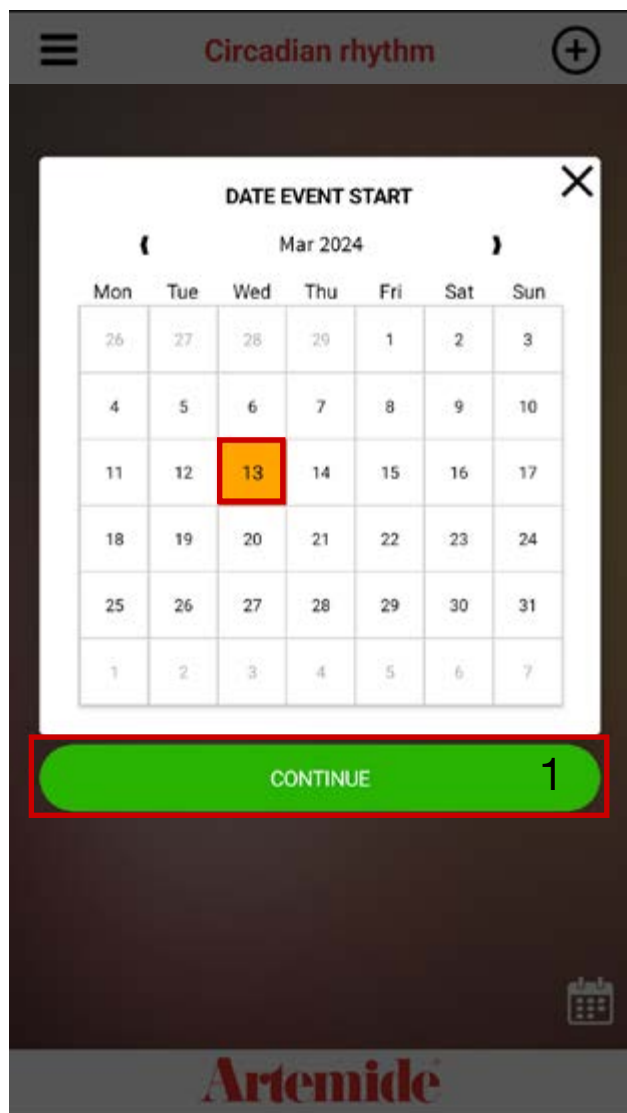 Circadian rhythm
DATE EVENT START
Mar 2024
Mon Tue Wed Thu Fri Sat Sun
26 27 28 29 1 2 3
4 5 6 7 8 9 10
11 12 13 14 15 16 17
18 19 20 21 22 23 24
25 26 27 28 29 30 31
1 2 3 4 5 6 7
CONTINUE 1
Artemide